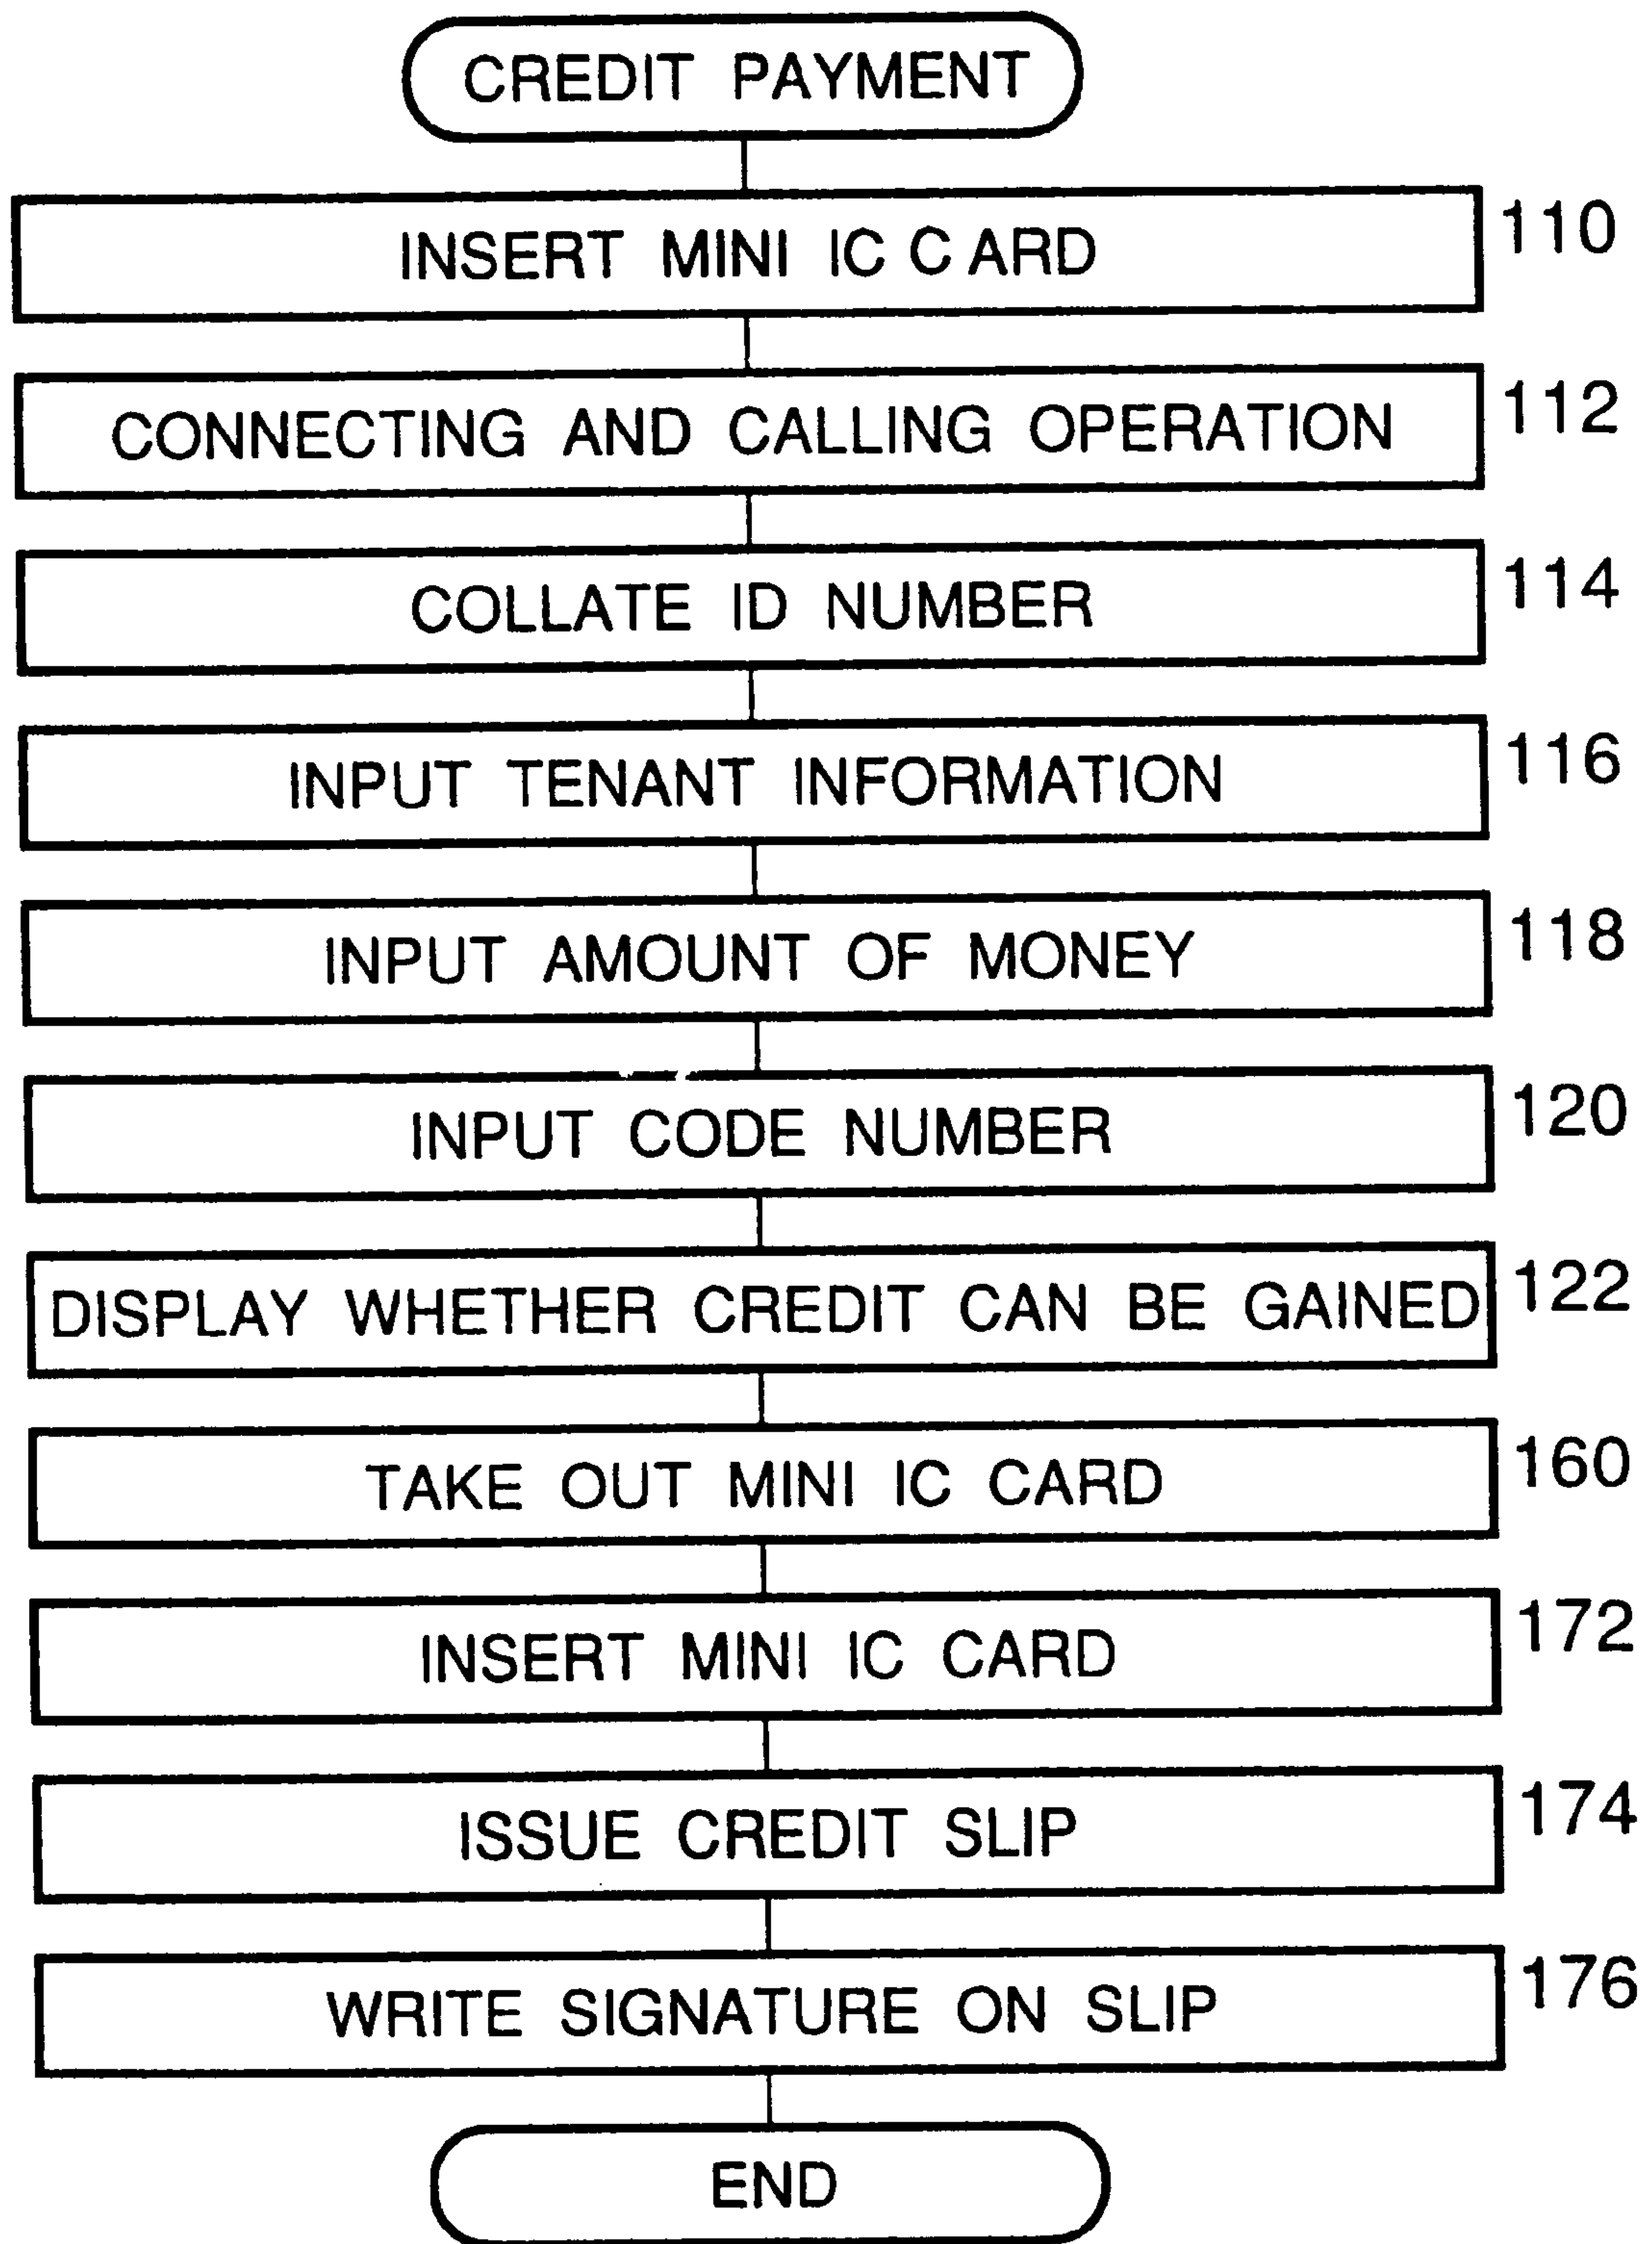 CREDIT PAYMENT
INSERT MINI IC C ARD 110
CONNECTING AND CALLING OPERATION 112
COLLATE ID NUMBER 114
INPUT TENANT INFORMATION 116
INPUT AMOUNT OF MONEY 118
INPUT CODE NUMBER 120
DISPLAY WHETHER CREDIT CAN BE GAINED 122
TAKE OUT MINI IC CARD 160
INSERT MINI IC CARD 172
ISSUE CREDIT SLIP 174
WRITE SIGNATURE ON SLIP 176
END